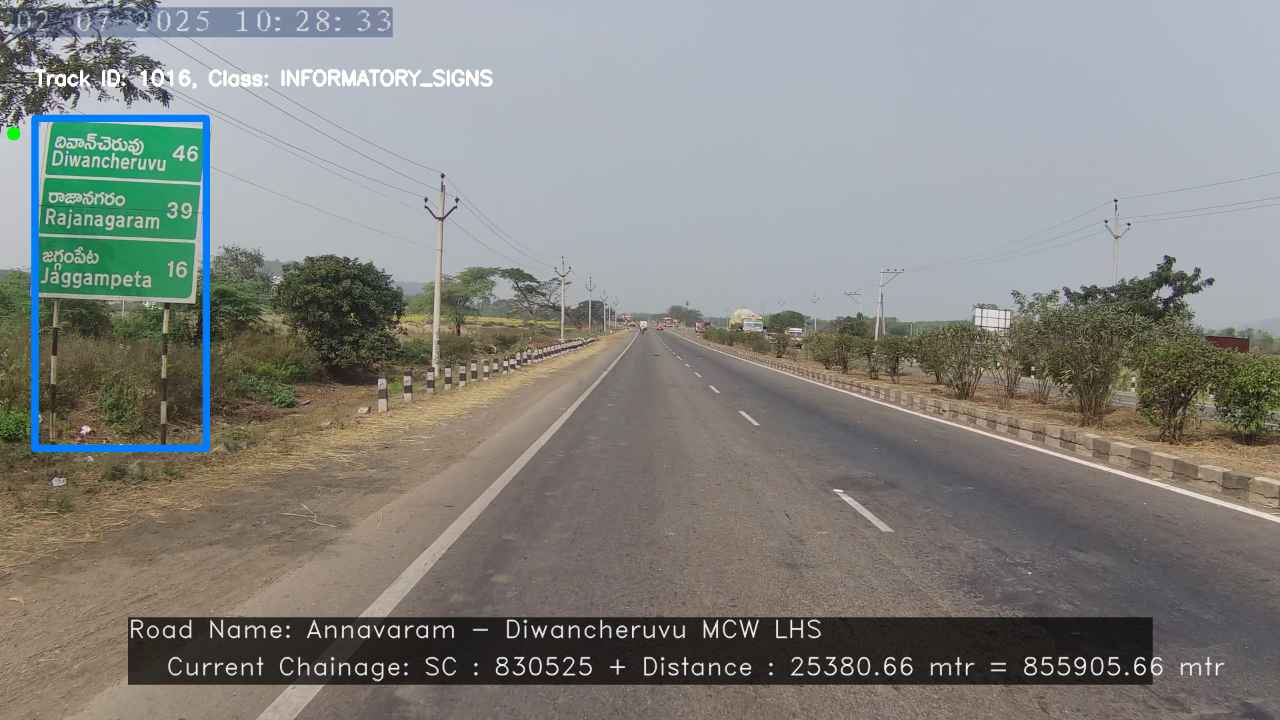 02-07-2025 10:28:33
Track ID: 1016, Class: INFORMATORY_SIGNS
దివాన్‌చెరువు
Diwancheruvu 46
రాజానగరం
Rajanagaram 39
జగ్గంపేట
Jaggampeta 16
Road Name: Annavaram - Diwancheruvu MCW LHS
Current Chainage: SC : 830525 + Distance : 25380.66 mtr = 855905.66 mtr